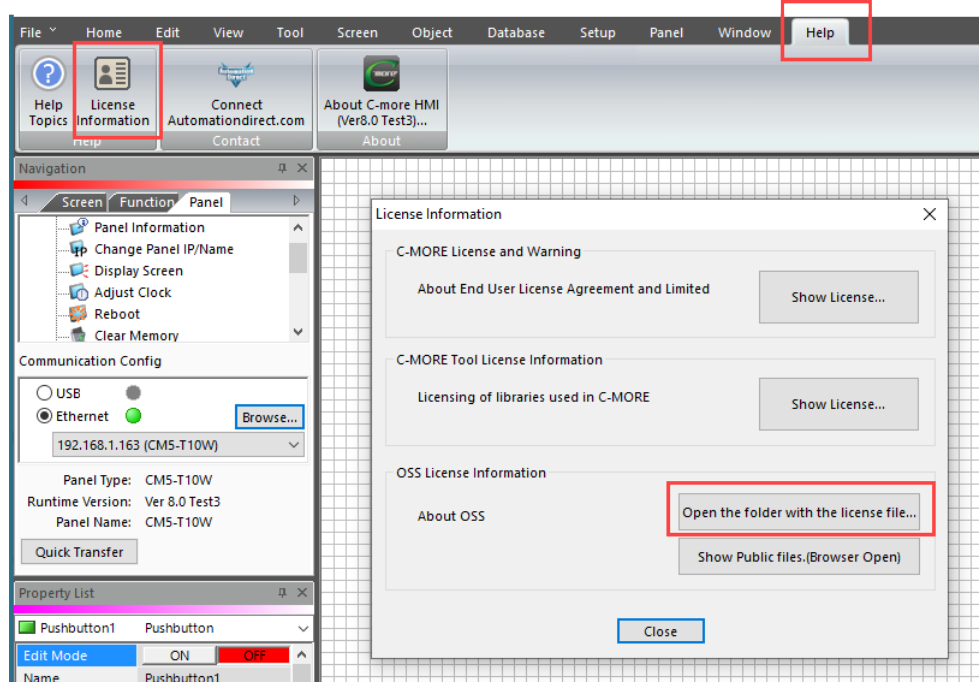 File Home Edit View Tool Screen Object Database Setup Panel Window Help
Help Topics
License Information
Connect Automationdirect.com
About C-more HMI (Ver8.0 Test3)...
Help Contact About
Navigation
Screen Function Panel
Panel Information
Change Panel IP/Name
Display Screen
Adjust Clock
Reboot
Clear Memory
Communication Config
USB
Ethernet Browse...
192.168.1.163 (CM5-T10W)
Panel Type: CM5-T10W
Runtime Version: Ver 8.0 Test3
Panel Name: CM5-T10W
Quick Transfer
Property List
Pushbutton1 Pushbutton
Edit Mode ON OFF
Name Pushbutton1
License Information
C-MORE License and Warning
About End User License Agreement and Limited
Show License...
C-MORE Tool License Information
Licensing of libraries used in C-MORE
Show License...
OSS License Information
About OSS
Open the folder with the license file...
Show Public files.(Browser Open)
Close